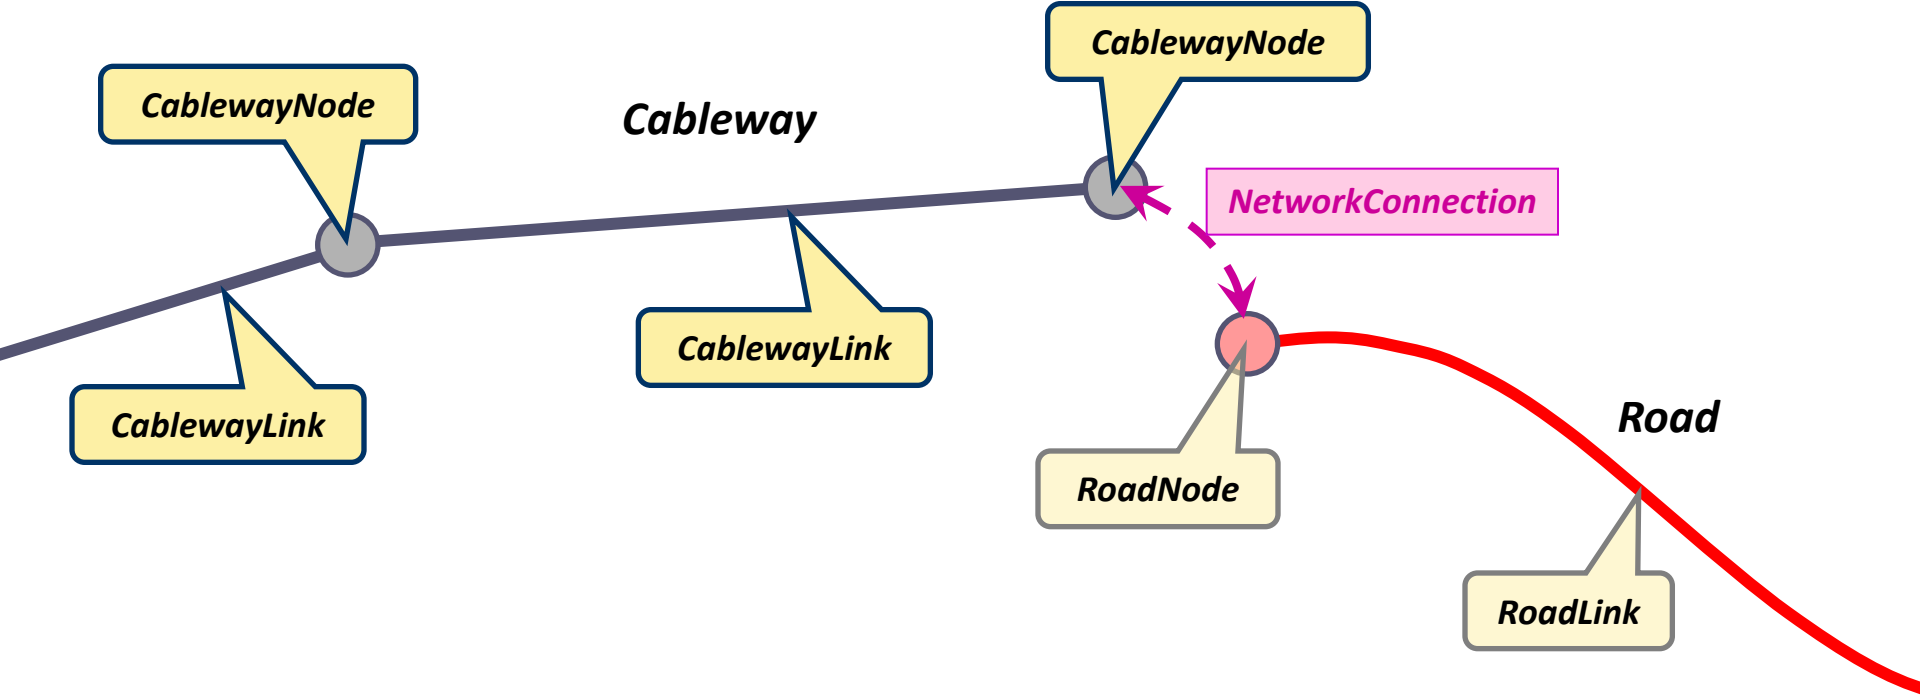 CablewayNode
CablewayNode
Cableway
NetworkConnection
CablewayLink
CablewayLink
Road
RoadNode
RoadLink